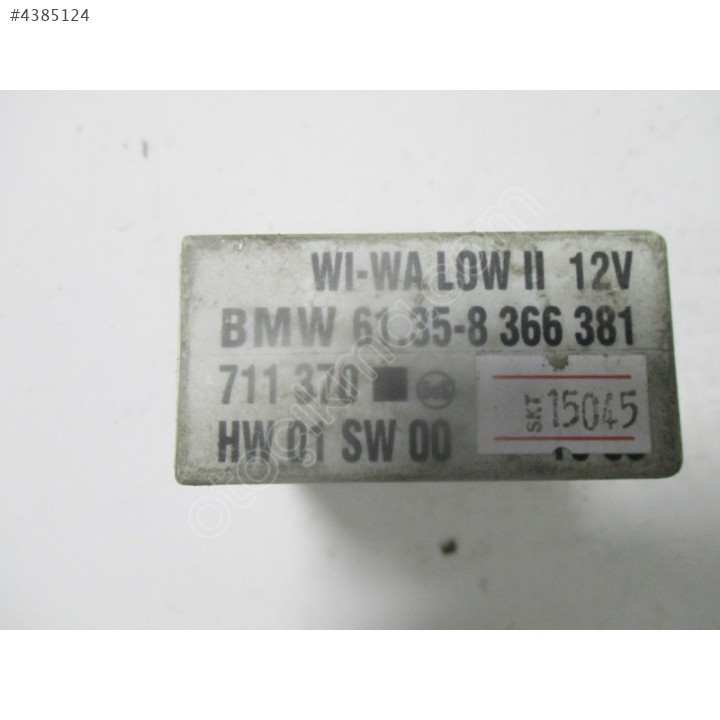 #4385124
WI-WA LOW II 12V
BMW 61.35-8 366 381
711 370
SKT 15045
HW 01 SW 00